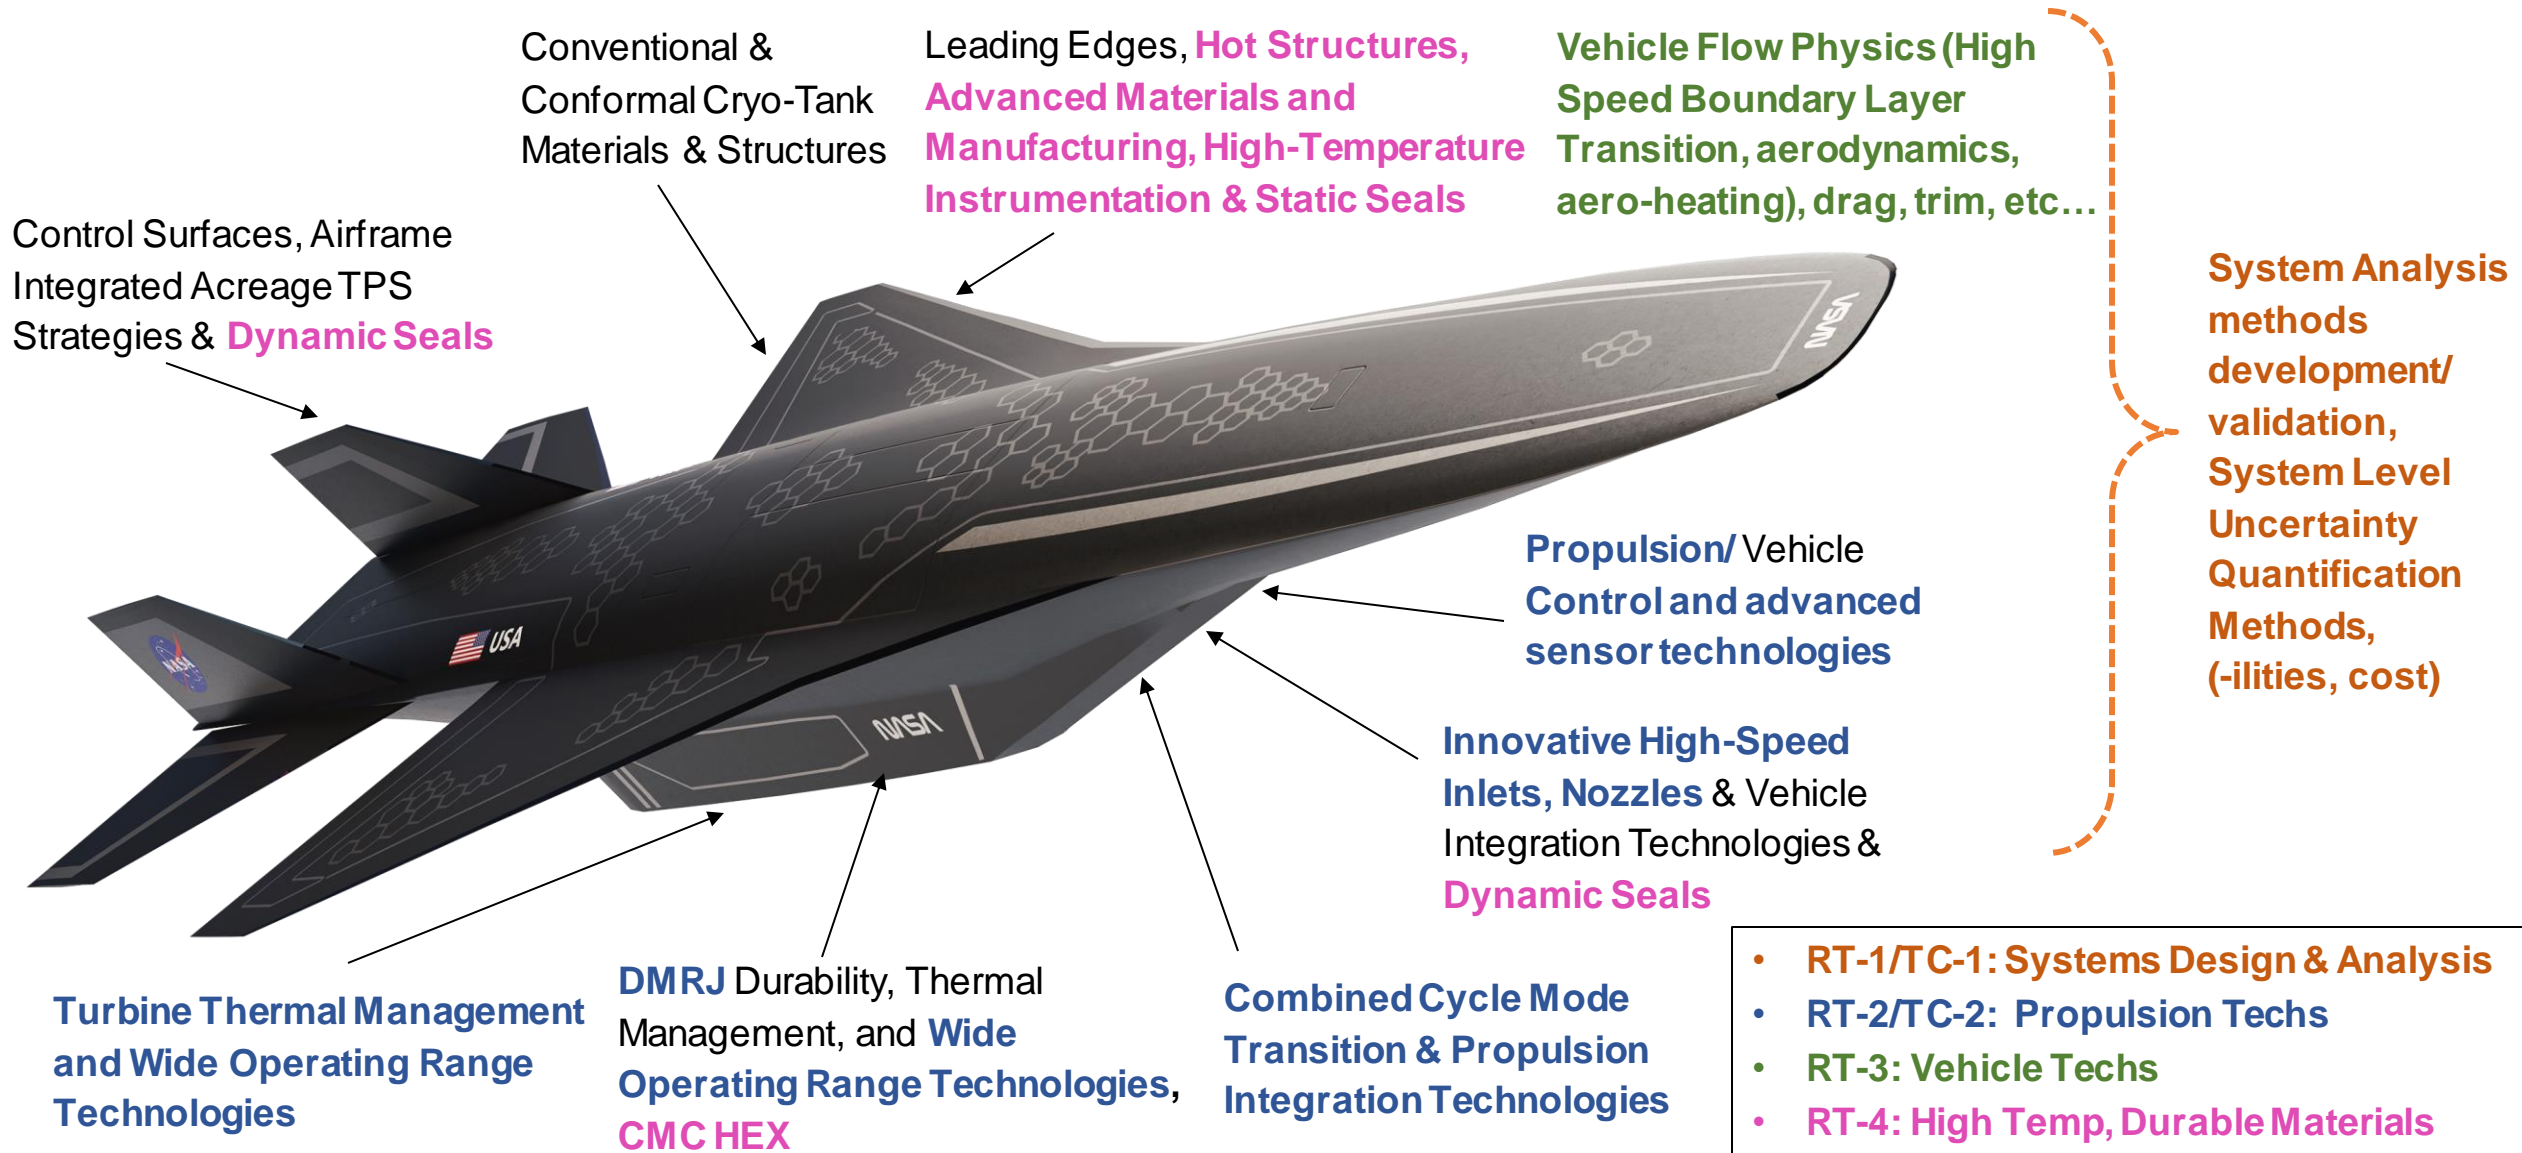 Conventional &
Conformal Cryo-Tank
Materials & Structures
Leading Edges, Hot Structures,
Advanced Materials and
Manufacturing, High-Temperature
Instrumentation & Static Seals
Vehicle Flow Physics (High
Speed Boundary Layer
Transition, aerodynamics,
aero-heating), drag, trim, etc…
Control Surfaces, Airframe
Integrated Acreage TPS
Strategies & Dynamic Seals
System Analysis
methods
development/
validation,
System Level
Uncertainty
Quantification
Methods,
(-ilities, cost)
NASA
Propulsion/ Vehicle
Control and advanced
sensor technologies
NASA
USA
NASA
Innovative High-Speed
Inlets, Nozzles & Vehicle
Integration Technologies &
Dynamic Seals
Turbine Thermal Management
and Wide Operating Range
Technologies
DMRJ Durability, Thermal
Management, and Wide
Operating Range Technologies,
CMC HEX
Combined Cycle Mode
Transition & Propulsion
Integration Technologies
• RT-1/TC-1: Systems Design & Analysis
• RT-2/TC-2: Propulsion Techs
• RT-3: Vehicle Techs
• RT-4: High Temp, Durable Materials